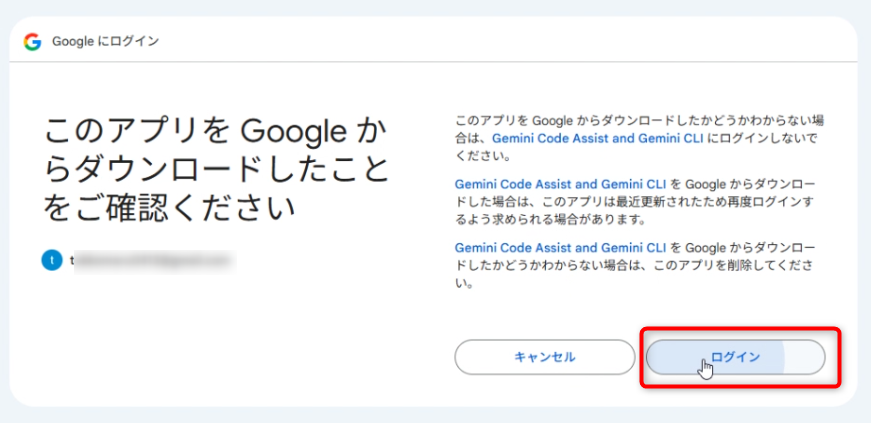 Google にログイン
このアプリを Google か
らダウンロードしたこと
をご確認ください
t
t
このアプリを Google からダウンロードしたかどうかわからない場
合は、Gemini Code Assist and Gemini CLI にログインしないで
ください。
Gemini Code Assist and Gemini CLI を Google からダウンロー
ドした場合は、このアプリは最近更新されたため再度ログインす
るよう求められる場合があります。
Gemini Code Assist and Gemini CLI を Google からダウンロー
ドしたかどうかわからない場合は、このアプリを削除してくださ
い。
キャンセル
ログイン